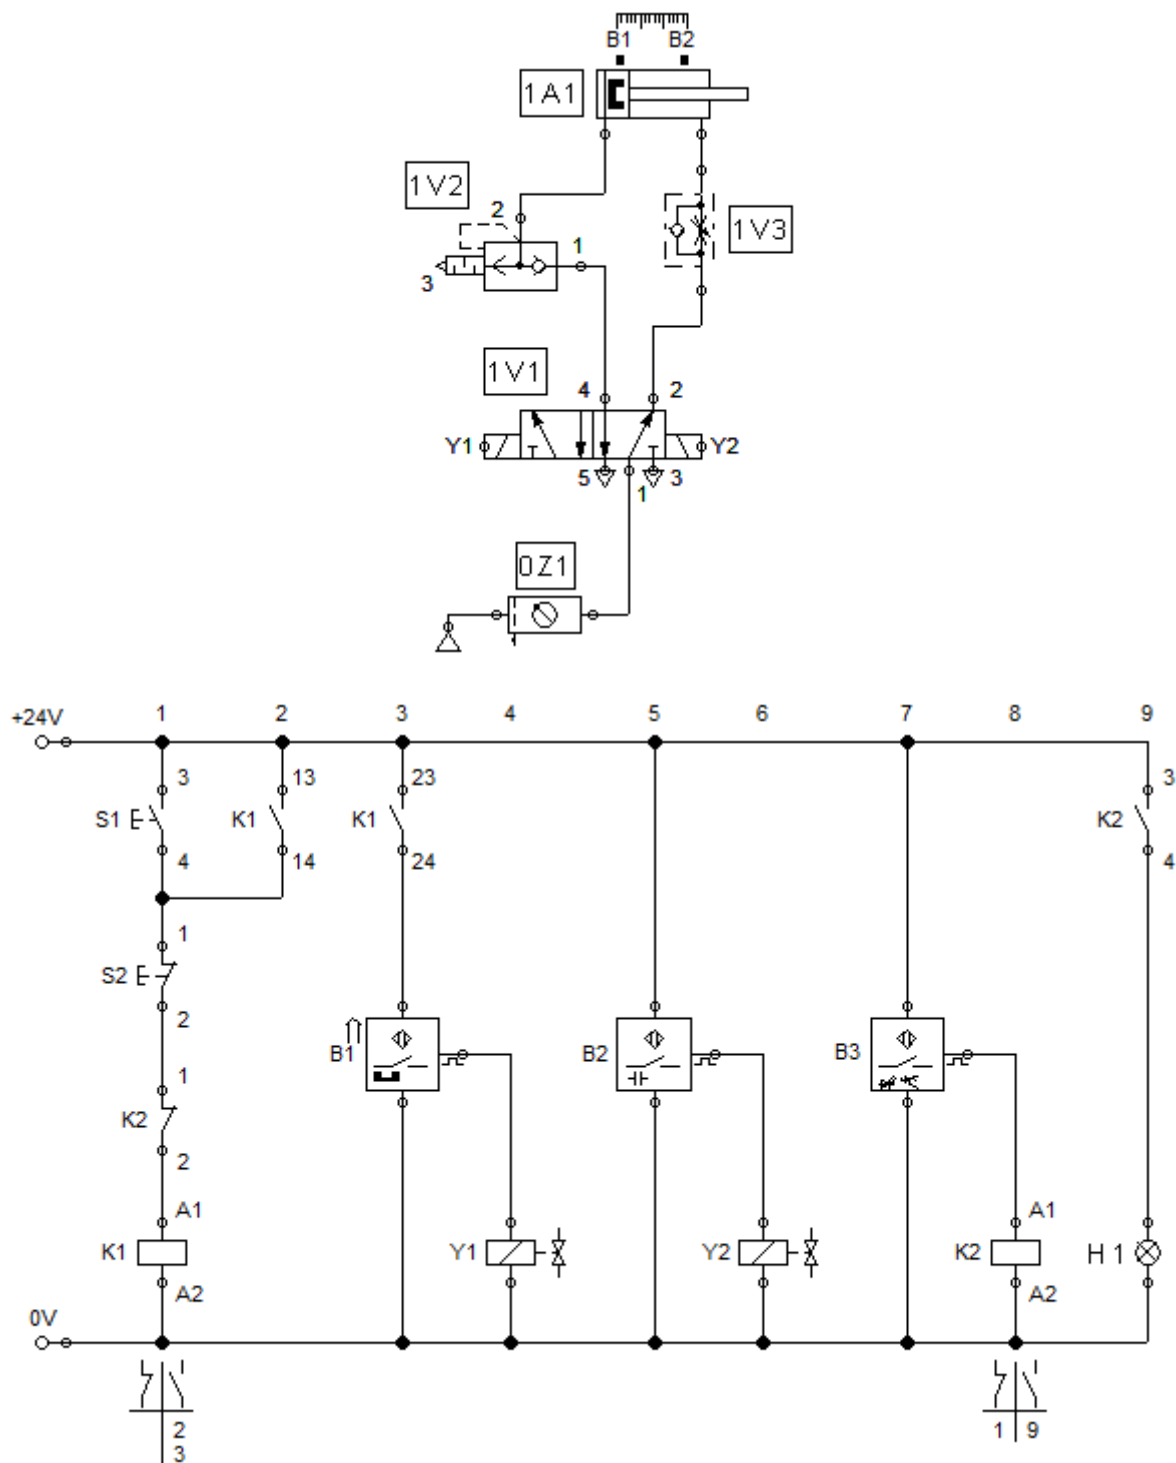 B1 B2
1A1
1V2
2
1V3
1
3
1V1
4 2
Y1 Y2
5 1 3
0Z1
+24V 1 2 3 4 5 6 7 8 9
3 13 23 3
S1 K1 K1 K2
4 14 24 4
1
S2
2
B1 B2 B3
1
K2
2
A1 A1
K1 Y1 Y2 K2 H 1
A2 A2
0V
2 1 9
3